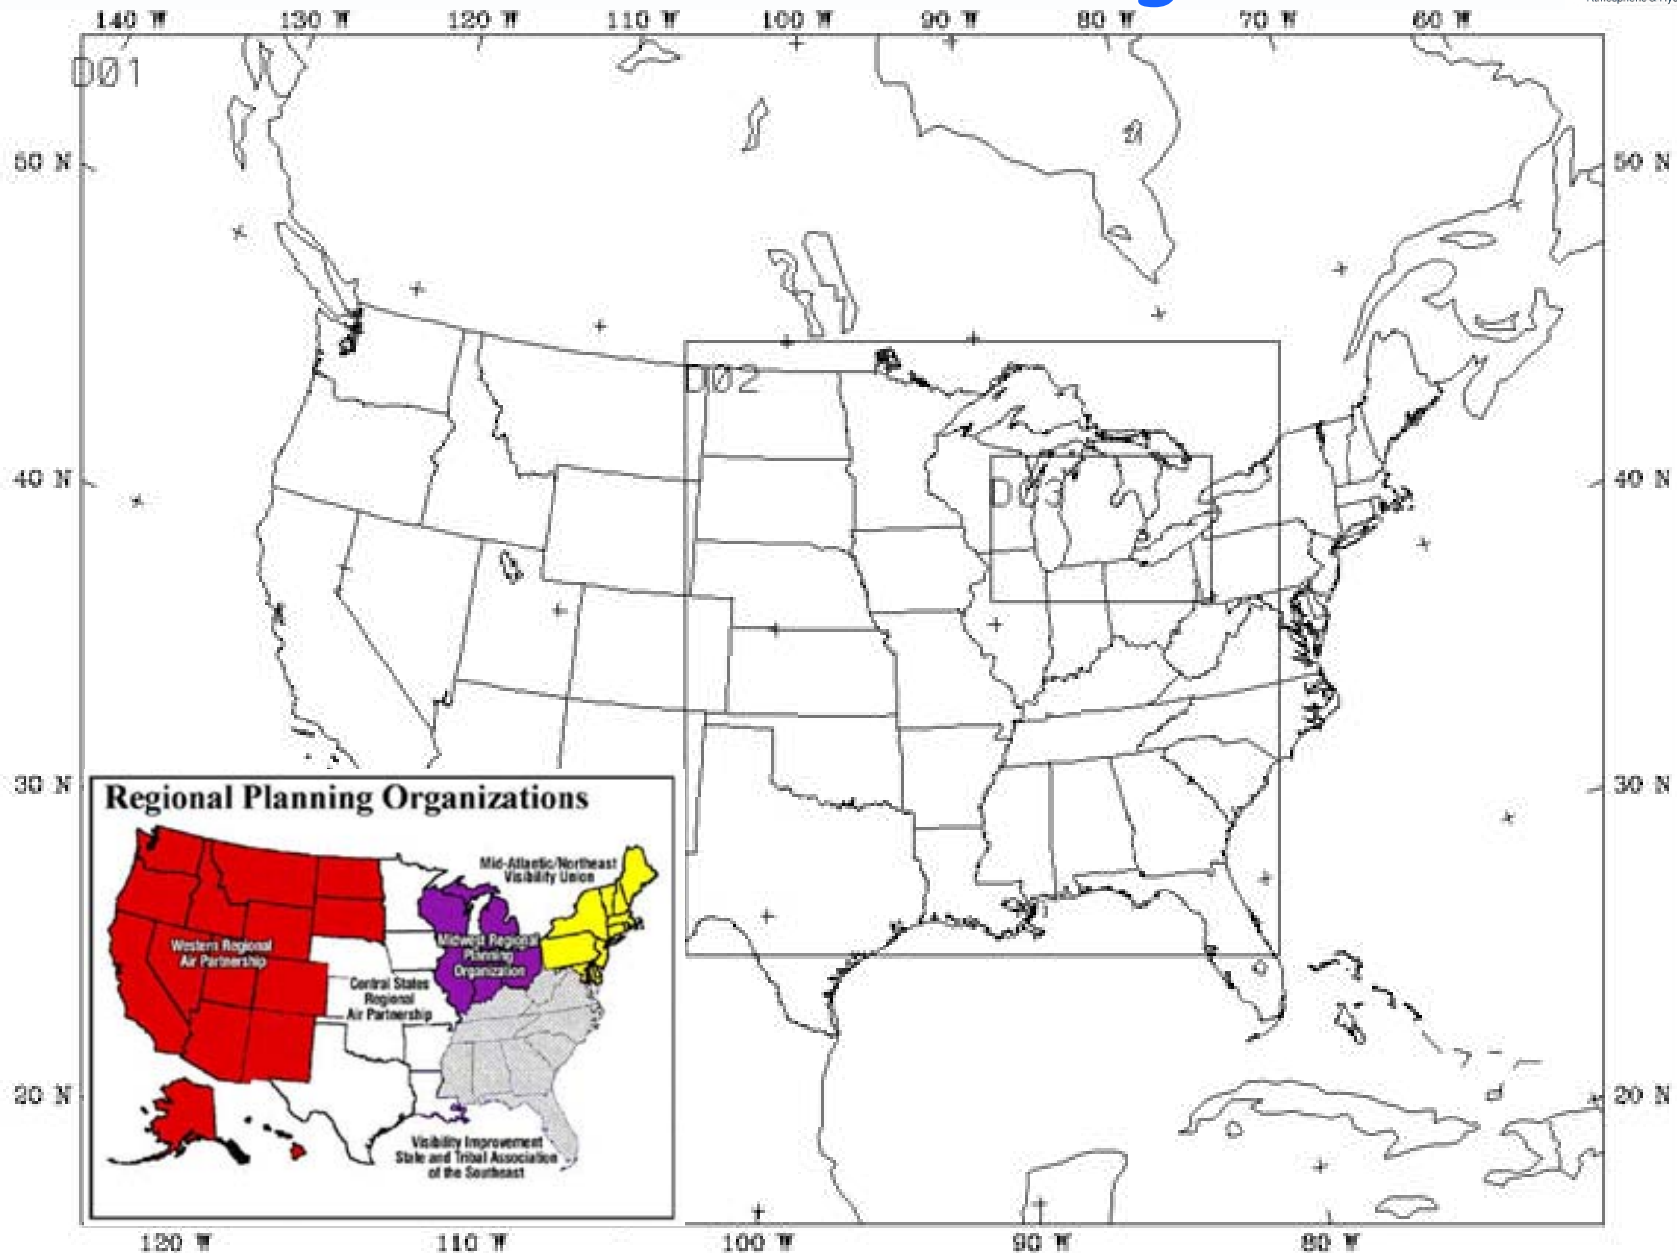 140 W 130 W 120 W 110 W 100 W 90 W 80 W 70 W 60 W
D01
50 N 50 N
D02
40 N 40 N
D03
30 N 30 N
Regional Planning Organizations
Mid-Atlantic/Northeast
Visibility Union
Western Regional
Air Partnership
Midwest Regional
Planning
Organization
Central States
Regional
Air Partnership
20 N 20 N
Visibility Improvement
State and Tribal Association
of the Southeast
120 W 110 W 100 W 90 W 80 W